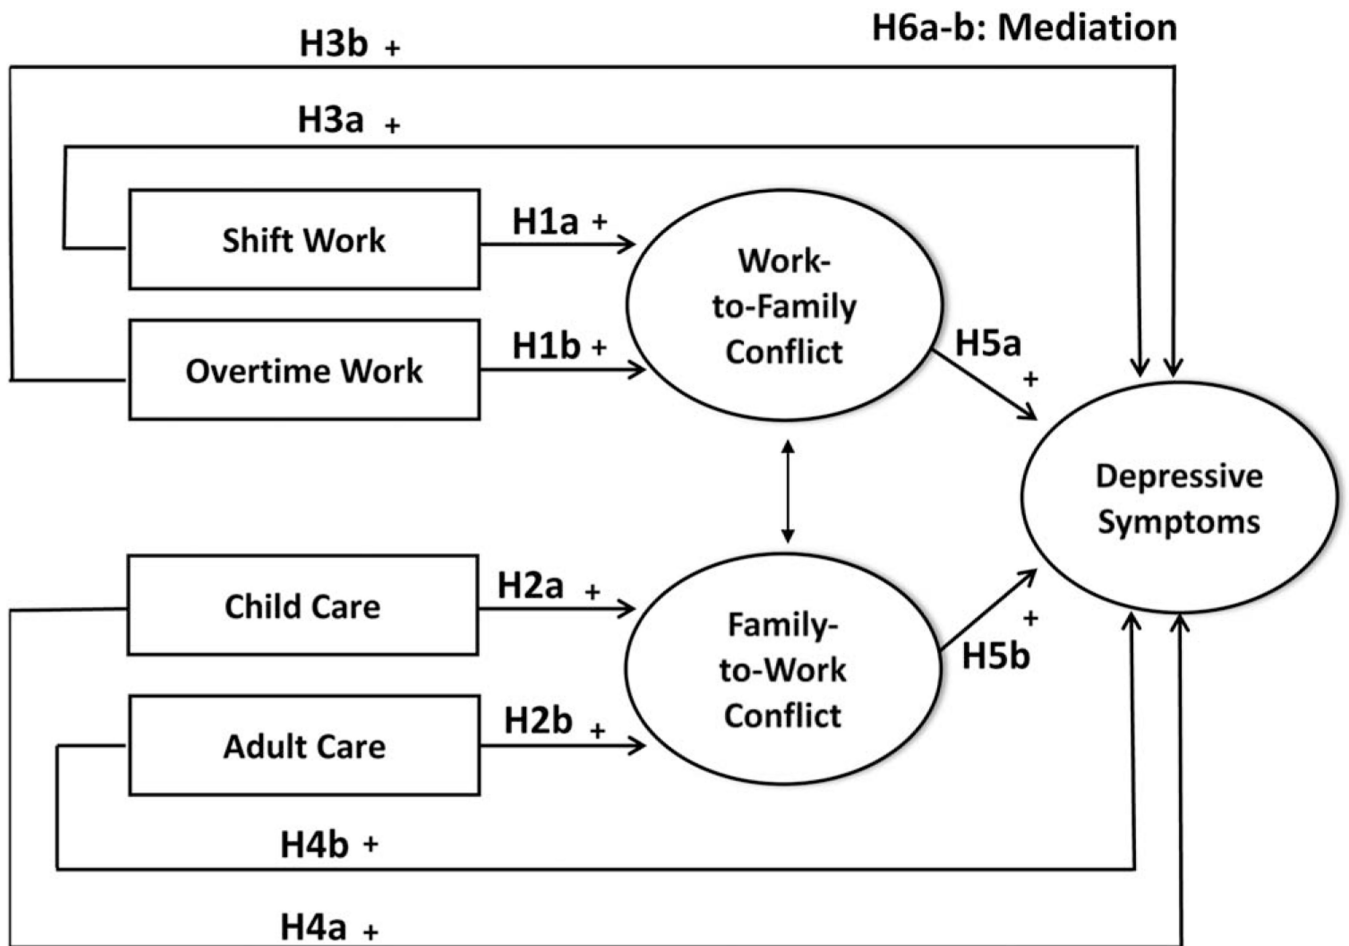 H6a-b: Mediation
H3b +
H3a +
Shift Work
H1a +
Work-
to-Family
Conflict
Overtime Work
H1b +
H5a
+
Depressive
Symptoms
Child Care
H2a +
Family-
to-Work
Conflict
+
H5b
Adult Care
H2b +
H4b +
H4a +